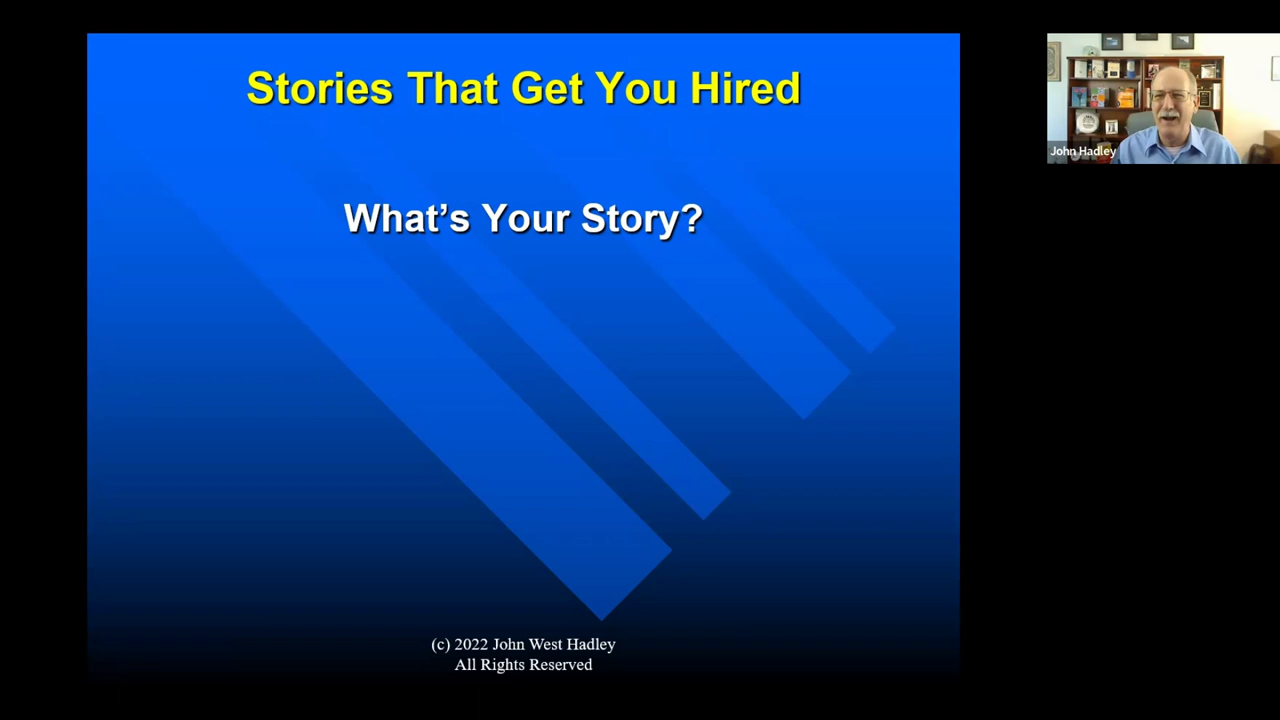 Stories That Get You Hired
What's Your Story?
John Hadley
(c) 2022 John West Hadley
All Rights Reserved